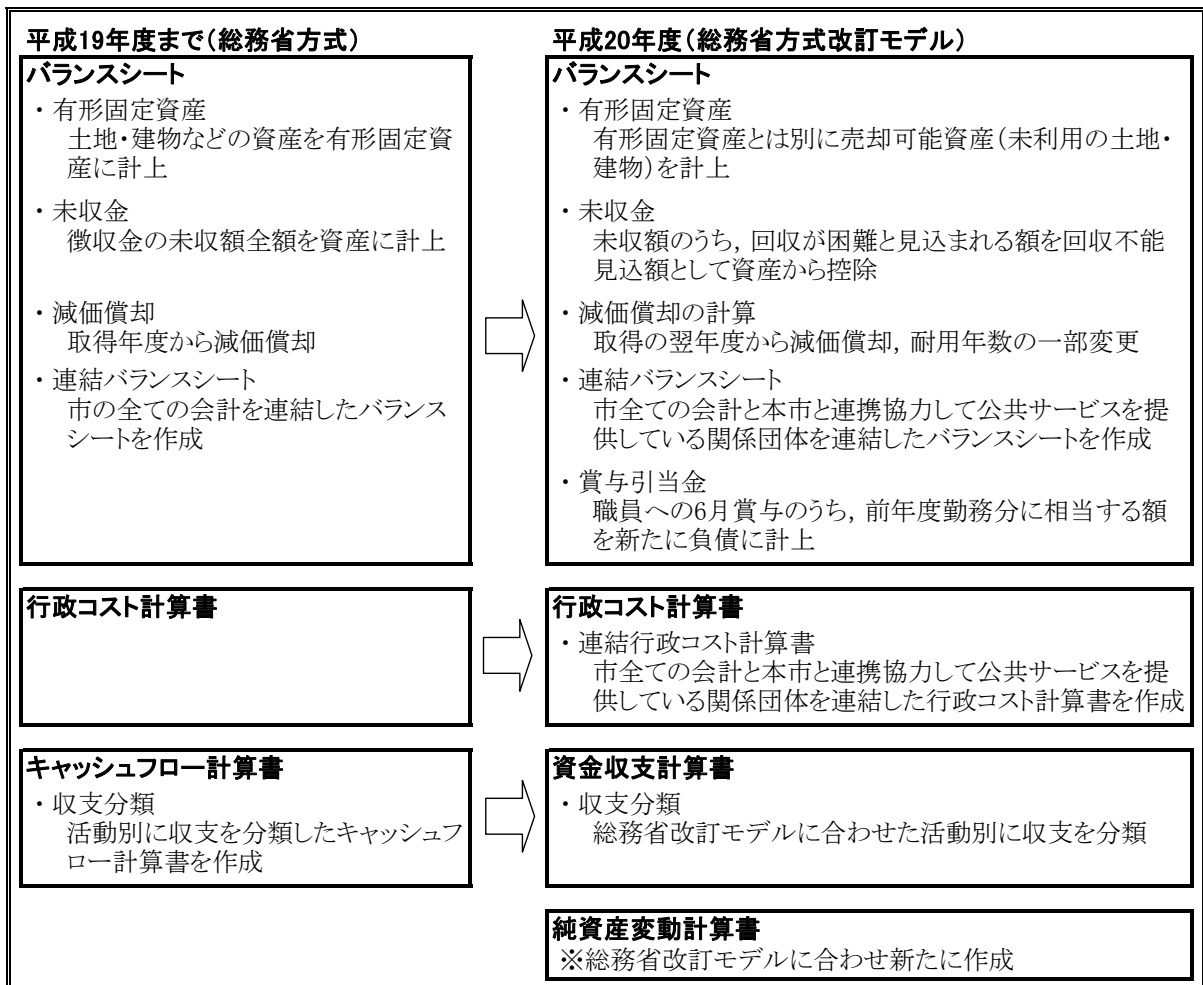 平成19年度まで(総務省方式)
バランスシート
・有形固定資産
土地・建物などの資産を有形固定資
産に計上
・未収金
徴収金の未収額全額を資産に計上
・減価償却
取得年度から減価償却
・連結バランスシート
市の全ての会計を連結したバランス
シートを作成
平成20年度(総務省方式改訂モデル)
バランスシート
・有形固定資産
有形固定資産とは別に売却可能資産(未利用の土地・
建物)を計上
・未収金
未収額のうち，回収が困難と見込まれる額を回収不能
見込額として資産から控除
・減価償却の計算
取得の翌年度から減価償却，耐用年数の一部変更
・連結バランスシート
市全ての会計と本市と連携協力して公共サービスを提
供している関係団体を連結したバランスシートを作成
・賞与引当金
職員への6月賞与のうち，前年度勤務分に相当する額
を新たに負債に計上
行政コスト計算書
行政コスト計算書
・連結行政コスト計算書
市全ての会計と本市と連携協力して公共サービスを提
供している関係団体を連結した行政コスト計算書を作成
キャッシュフロー計算書
・収支分類
活動別に収支を分類したキャッシュフ
ロー計算書を作成
資金収支計算書
・収支分類
総務省改訂モデルに合わせた活動別に収支を分類
純資産変動計算書
※総務省改訂モデルに合わせ新たに作成